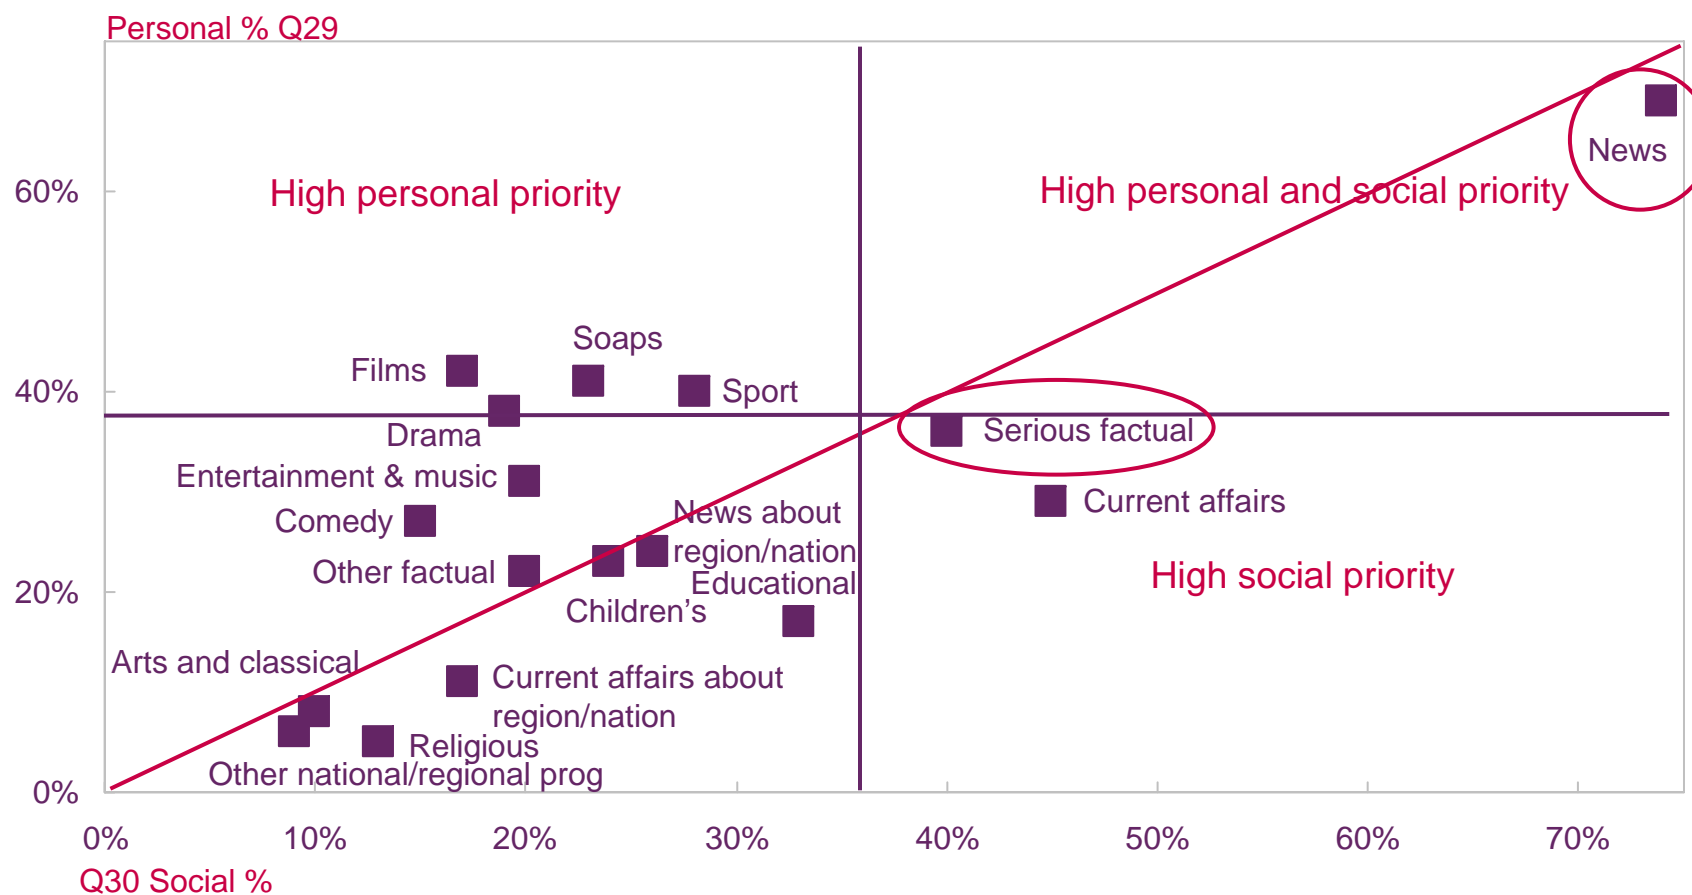 Personal % Q29
News
60%
High personal priority
High personal and social priority
Soaps
Films
40%
Sport
Drama
Serious factual
Entertainment & music
Current affairs
Comedy
News about
region/nation
Other factual
Educational
High social priority
20%
Children’s
Arts and classical
Current affairs about
region/nation
Religious
Other national/regional prog
0%
0% 10% 20% 30% 40% 50% 60% 70%
Q30 Social %